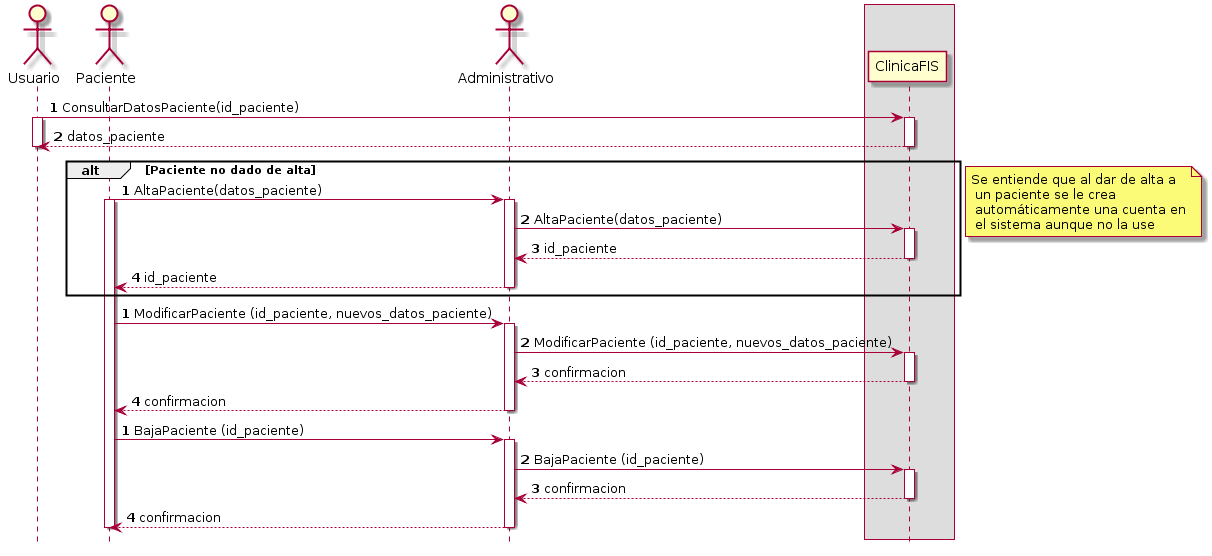 Usuario
Paciente
Administrativo
ClinicaFIS
1 ConsultarDatosPaciente(id_paciente)
2 datos_paciente
alt [Paciente no dado de alta]
Se entiende que al dar de alta a
un paciente se le crea
automáticamente una cuenta en
el sistema aunque no la use
1 AltaPaciente(datos_paciente)
2 AltaPaciente(datos_paciente)
3 id_paciente
4 id_paciente
1 ModificarPaciente (id_paciente, nuevos_datos_paciente)
2 ModificarPaciente (id_paciente, nuevos_datos_paciente)
3 confirmacion
4 confirmacion
1 BajaPaciente (id_paciente)
2 BajaPaciente (id_paciente)
3 confirmacion
4 confirmacion